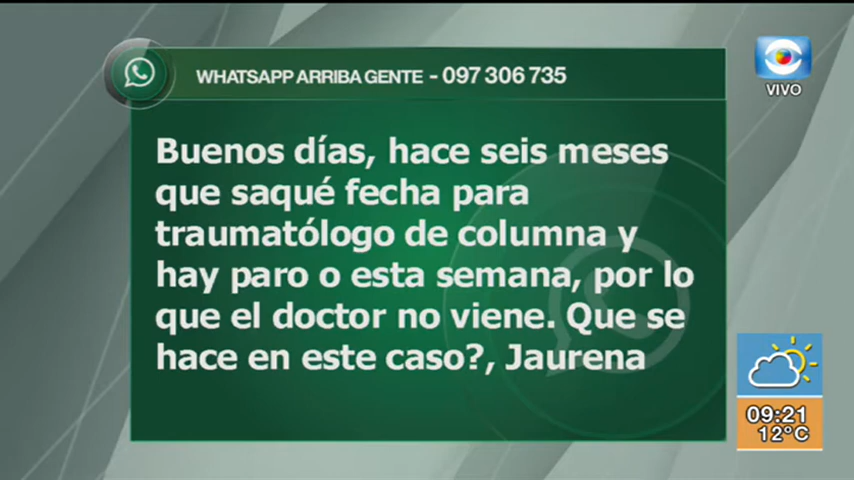 WHATSAPP ARRIBA GENTE - 097 306 735
VIVO
Buenos días, hace seis meses
que saqué fecha para
traumatólogo de columna y
hay paro o esta semana, por lo
que el doctor no viene. Que se
hace en este caso?, Jaurena
09:21
12°C